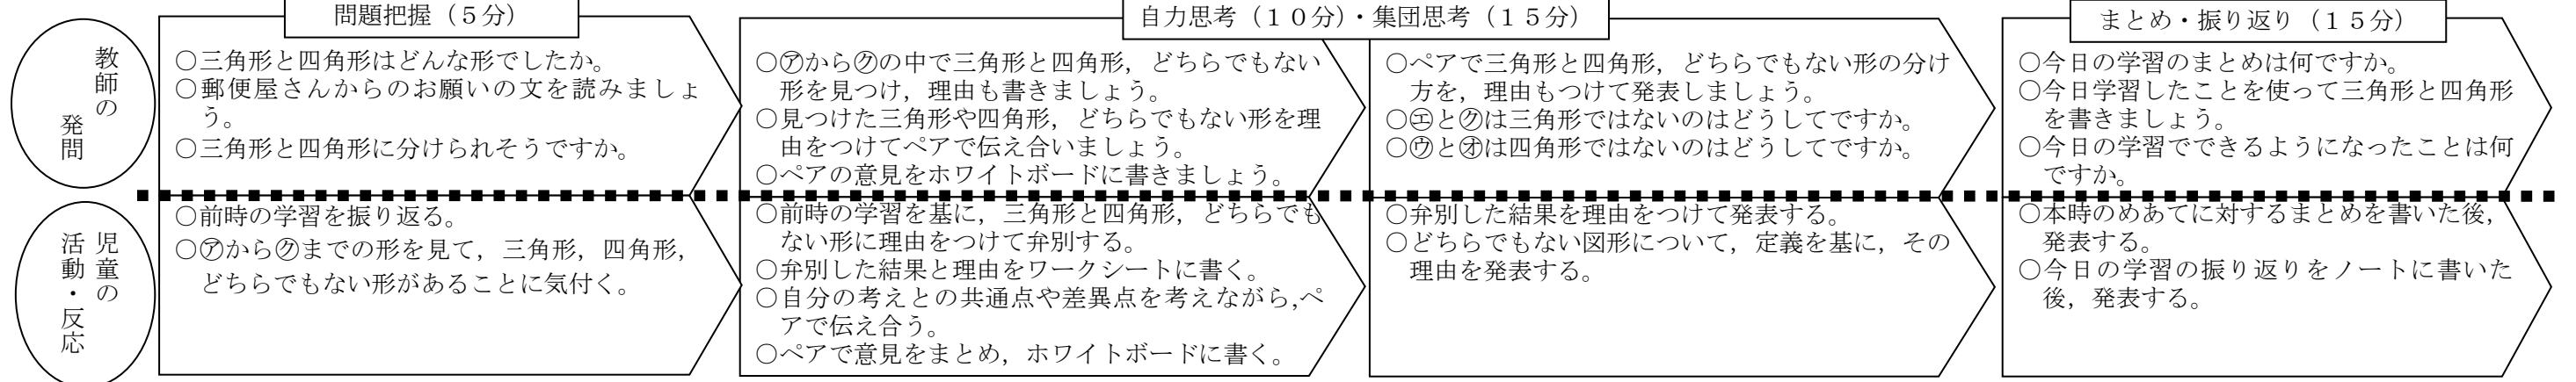 問題把握（５分）
自力思考（１０分）・集団思考（１５分）
まとめ・振り返り（１５分）
教師の
発問
○三角形と四角形はどんな形でしたか。
○郵便屋さんからのお願いの文を読みましょ
う。
○三角形と四角形に分けられそうですか。
○㋐から㋗の中で三角形と四角形，どちらでもない
形を見つけ，理由も書きましょう。
○見つけた三角形や四角形，どちらでもない形を理
由をつけてペアで伝え合いましょう。
○ペアの意見をホワイトボードに書きましょう。
○ペアで三角形と四角形，どちらでもない形の分け
方を，理由もつけて発表しましょう。
○㋓と㋗は三角形ではないのはどうしてですか。
○㋒と㋔は四角形ではないのはどうしてですか。
○今日の学習のまとめは何ですか。
○今日学習したことを使って三角形と四角形
を書きましょう。
○今日の学習でできるようになったことは何
ですか。
児童の
活動・反応
○前時の学習を振り返る。
○㋐から㋗までの形を見て，三角形，四角形，
どちらでもない形があることに気付く。
○前時の学習を基に，三角形と四角形，どちらでも
ない形に理由をつけて弁別する。
○弁別した結果と理由をワークシートに書く。
○自分の考えとの共通点や差異点を考えながら,ペ
アで伝え合う。
○ペアで意見をまとめ，ホワイトボードに書く。
○弁別した結果を理由をつけて発表する。
○どちらでもない図形について，定義を基に，その
理由を発表する。
○本時のめあてに対するまとめを書いた後，
発表する。
○今日の学習の振り返りをノートに書いた
後，発表する。